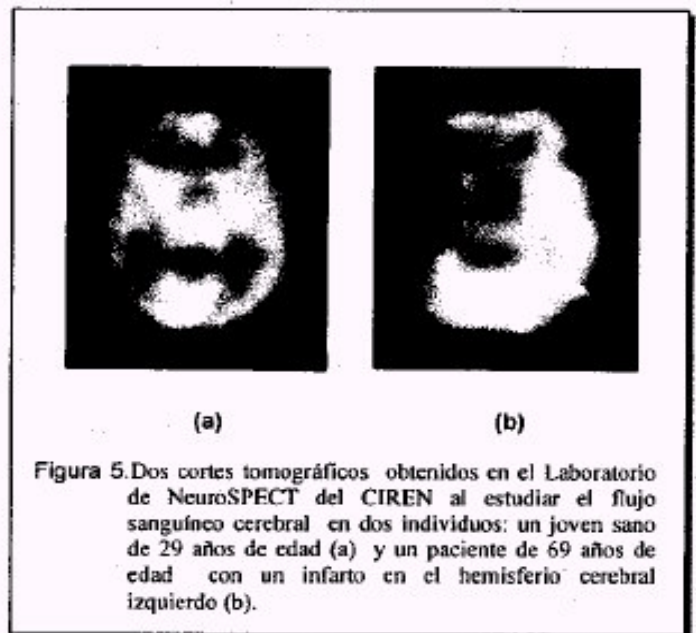 (a)
(b)
Figura 5.Dos cortes tomográficos obtenidos en el Laboratorio
de NeuroSPECT del CIREN al estudiar el flujo
sanguíneo cerebral en dos individuos: un joven sano
de 29 años de edad (a) y un paciente de 69 años de
edad con un infarto en el hemisferio cerebral
izquierdo (b).